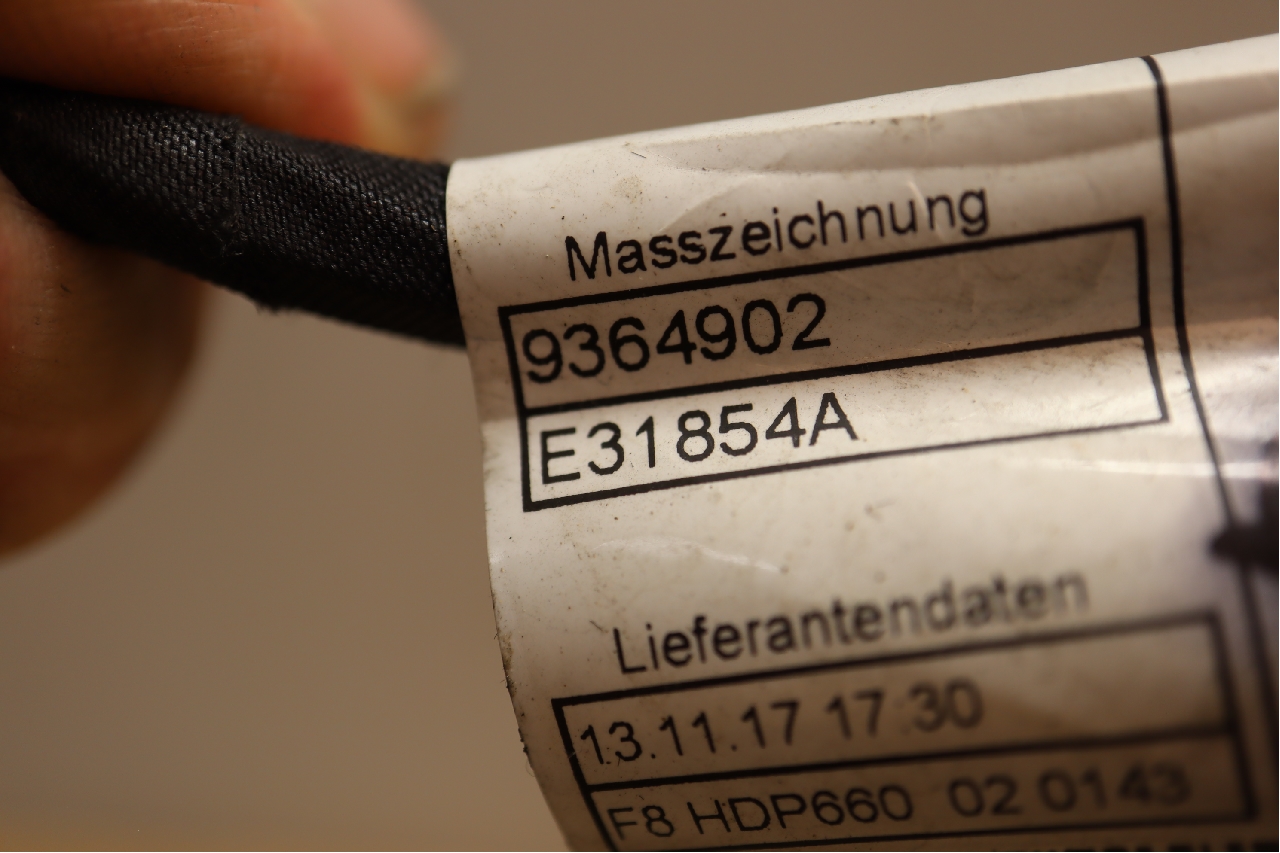 Masszeichnung
9364902
E31854A
Lieferantendaten
13.11.17 17:30
F8 HDP660 02 0143